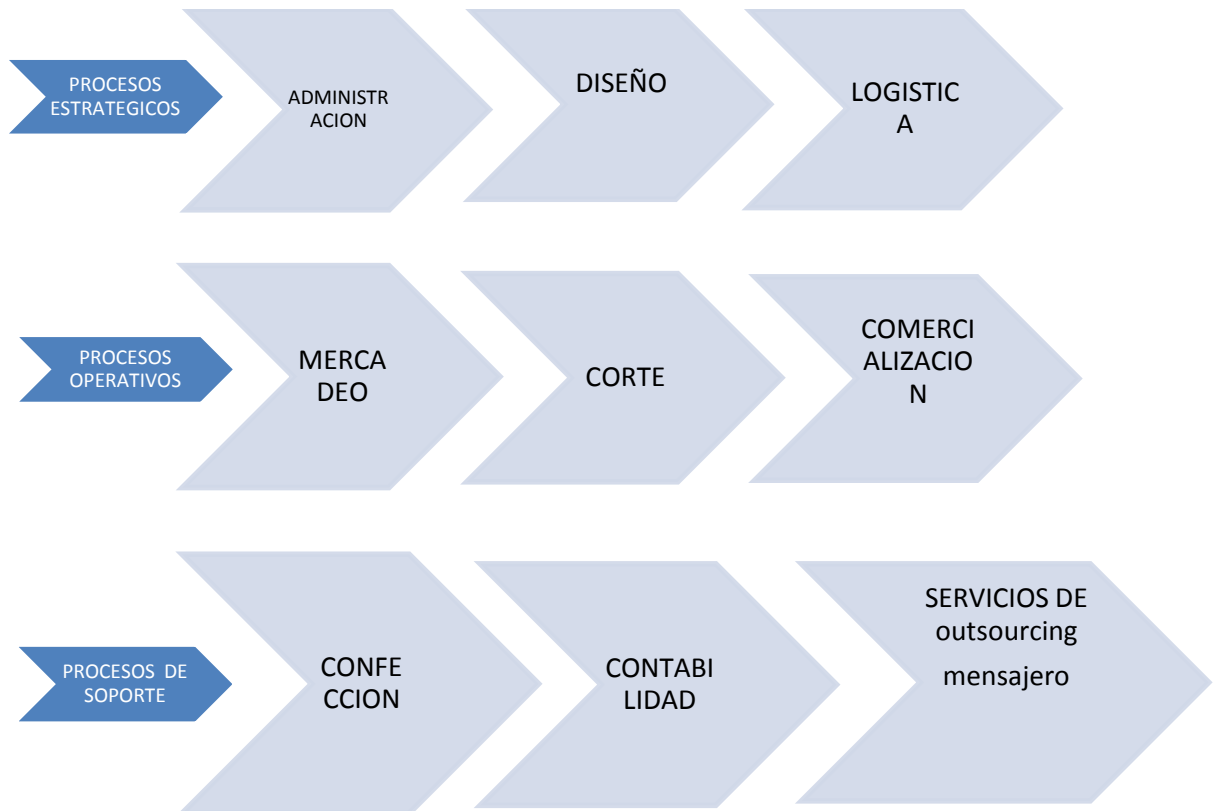 PROCESOS
ESTRATEGICOS
ADMINISTR
ACION
DISEÑO
LOGISTIC
A
PROCESOS
OPERATIVOS
MERCA
DEO
CORTE
COMERCI
ALIZACIO
N
PROCESOS DE
SOPORTE
CONFE
CCION
CONTABI
LIDAD
SERVICIOS DE
outsourcing
mensajero